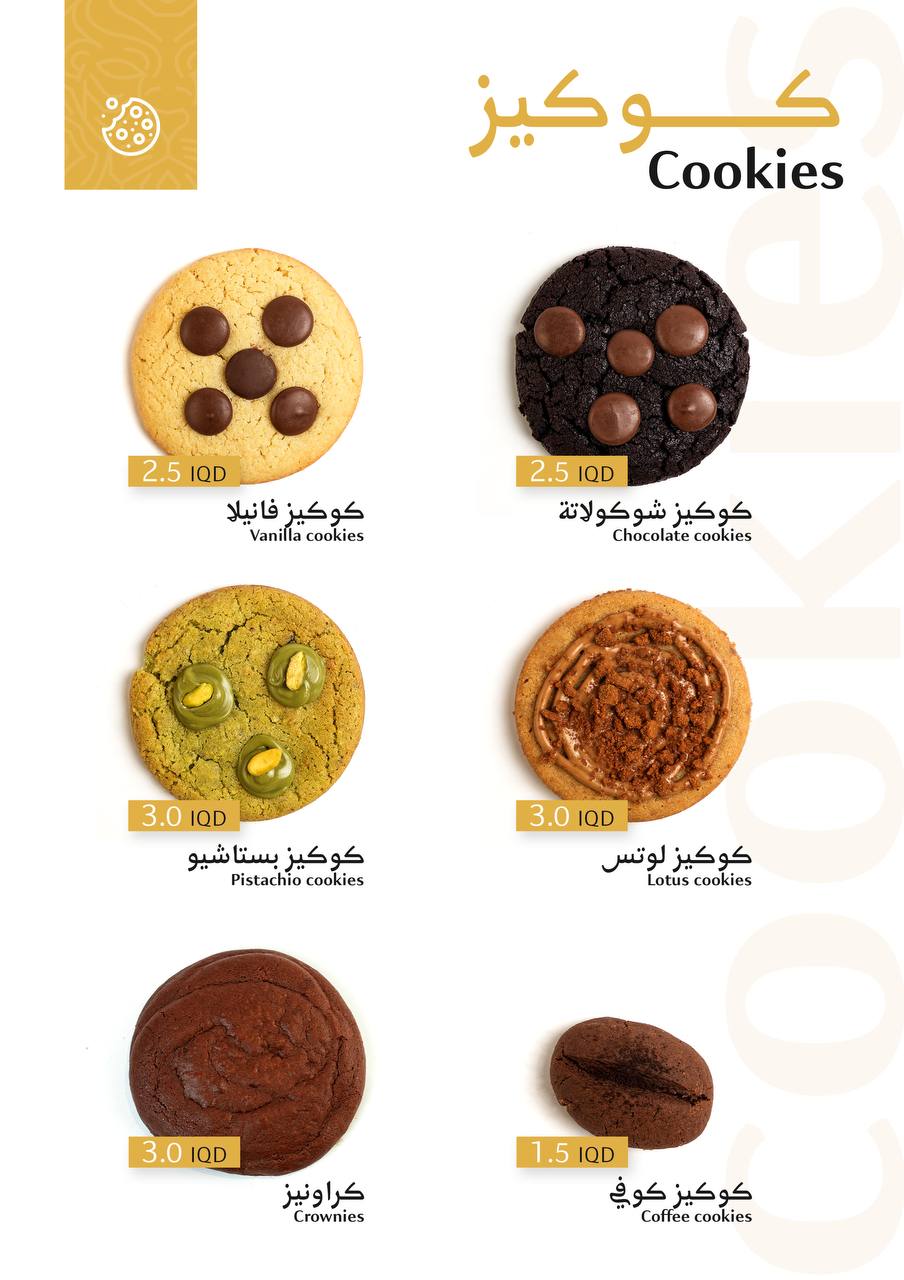 كـــوكيز
Cookies
2.5 IQD
كوكيز فانيلا
Vanilla cookies
2.5 IQD
كوكيز شوكولاتة
Chocolate cookies
3.0 IQD
كوكيز بستاشيو
Pistachio cookies
3.0 IQD
كوكيز لوتس
Lotus cookies
3.0 IQD
كراونيز
Crownies
1.5 IQD
كوكيز كوفي
Coffee cookies
cookies